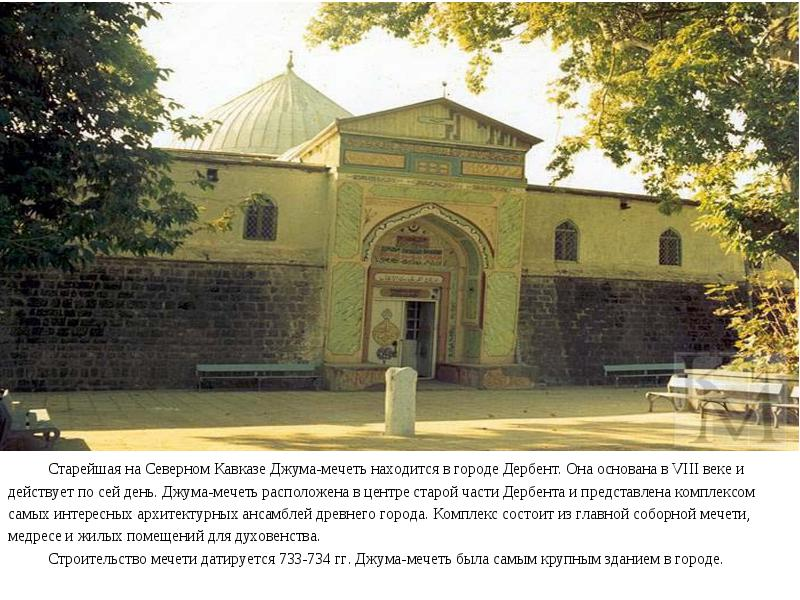 Старейшая на Северном Кавказе Джума-мечеть находится в городе Дербент. Она основана в VIII веке и
действует по сей день. Джума-мечеть расположена в центре старой части Дербента и представлена комплексом
самых интересных архитектурных ансамблей древнего города. Комплекс состоит из главной соборной мечети,
медресе и жилых помещений для духовенства.
Строительство мечети датируется 733-734 гг. Джума-мечеть была самым крупным зданием в городе.